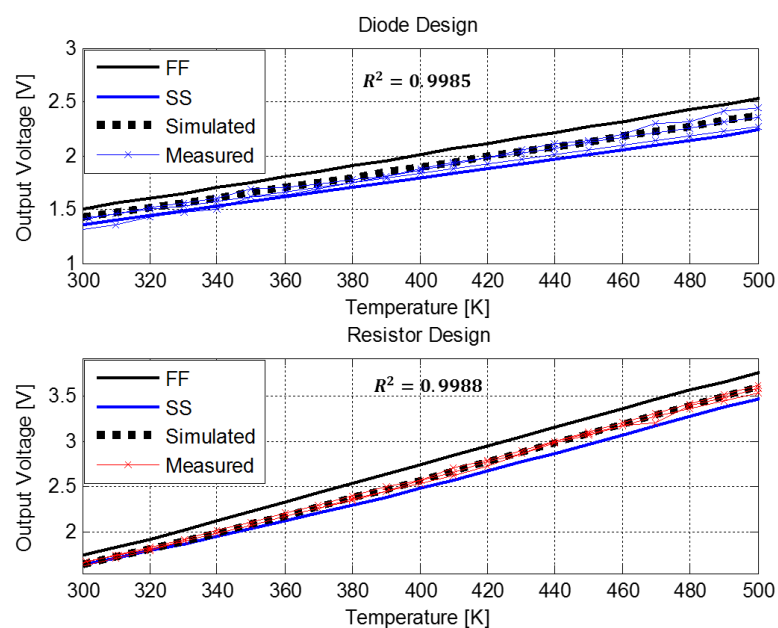 Diode Design
Output Voltage [V]
3
2.5
2
1.5
1
FF
SS
Simulated
Measured
R² = 0.9985
300 320 340 360 380 400 420 440 460 480 500
Temperature [K]
Resistor Design
Output Voltage [V]
3.5
3
2.5
2
FF
SS
Simulated
Measured
R² = 0.9988
300 320 340 360 380 400 420 440 460 480 500
Temperature [K]